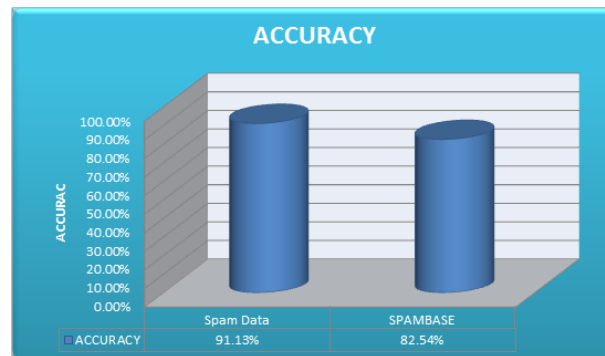 ACCURACY
100.00%
90.00%
80.00%
70.00%
60.00%
50.00%
40.00%
30.00%
20.00%
10.00%
0.00%
ACCURAC
Spam Data SPAMBASE
ACCURACY 91.13% 82.54%